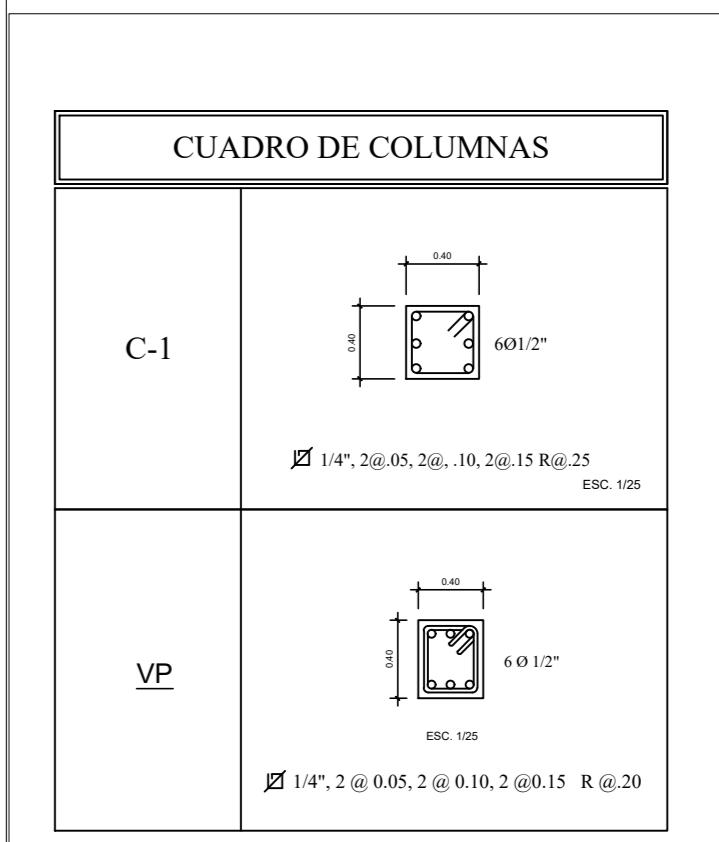 CUADRO DE COLUMNAS
C-1
0.40
0.40
6Ø1/2"
1/4", 2@.05, 2@, .10, 2@.15 R@.25
ESC. 1/25
VP
0.40
0.40
6 Ø 1/2"
ESC. 1/25
1/4", 2 @ 0.05, 2 @ 0.10, 2 @0.15 R @.20